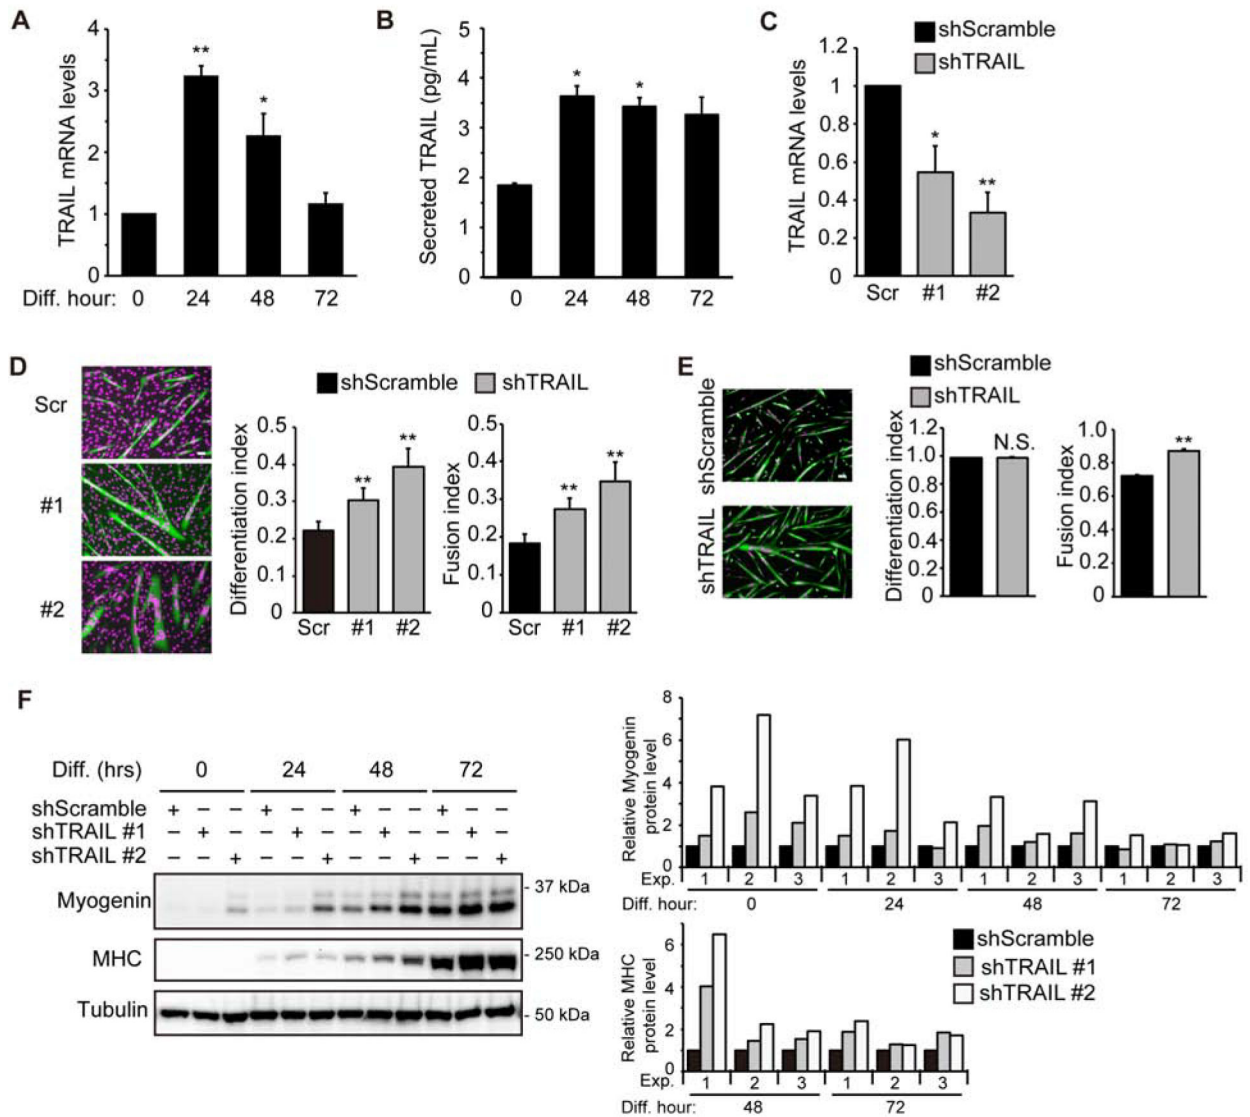 A
TRAIL mRNA levels
4
3
2
1
0
**
*
Diff. hour: 0 24 48 72
B
Secreted TRAIL (pg/mL)
5
4
3
2
1
0
*
*
0 24 48 72
C
shScramble
shTRAIL
TRAIL mRNA levels
1.2
1
0.8
0.6
0.4
0.2
0
*
**
Scr #1 #2
D
Scr
#1
#2
shScramble shTRAIL
Differentiation index
0.5
0.4
0.3
0.2
0.1
0
**
**
Scr #1 #2
Fusion index
0.5
0.4
0.3
0.2
0.1
0
**
**
Scr #1 #2
E
shScramble
shTRAIL
shScramble
shTRAIL
Differentiation index
1.2
1.0
0.8
0.6
0.4
0.2
0
N.S.
Fusion index
1.0
0.8
0.6
0.4
0.2
0
**
F
Diff. (hrs) 0 24 48 72
shScramble + – – + – – + – – + – –
shTRAIL #1 – + – – + – – + – – + –
shTRAIL #2 – – + – – + – – + – – +
Myogenin
- 37 kDa
MHC
- 250 kDa
Tubulin
- 50 kDa
Relative Myogenin
protein level
8
6
4
2
0
Exp. 1 2 3 1 2 3 1 2 3 1 2 3
Diff. hour: 0 24 48 72
Relative MHC
protein level
8
6
4
2
0
Exp. 1 2 3 1 2 3
Diff. hour: 48 72
shScramble
shTRAIL #1
shTRAIL #2